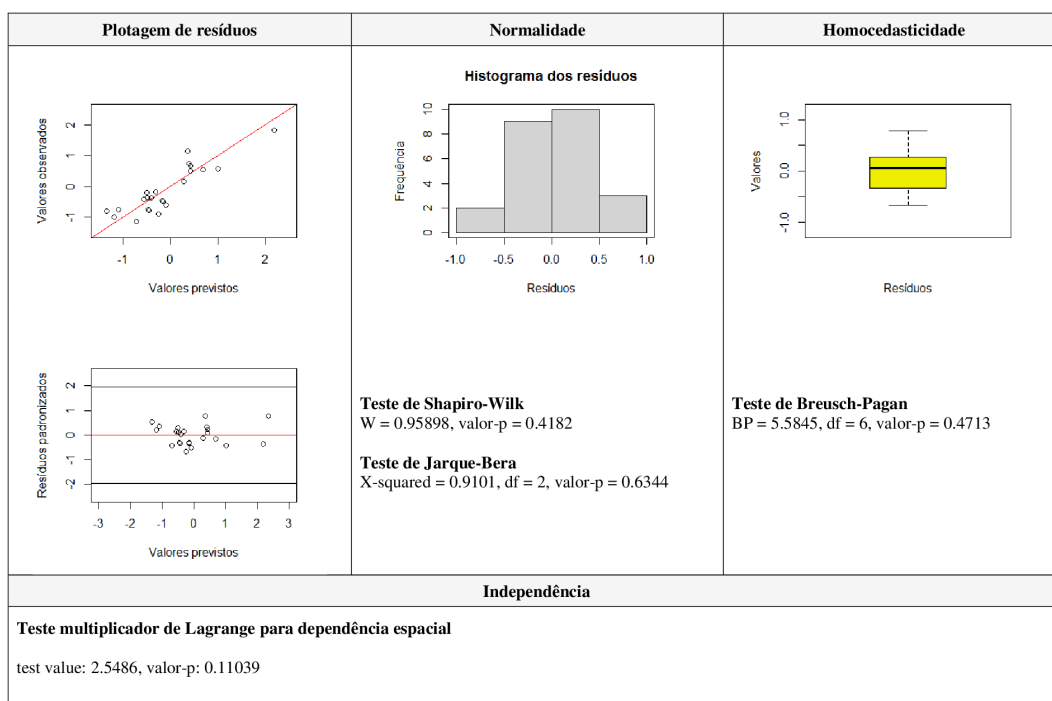 Plotagem de resíduos
Normalidade
Homocedasticidade
Valores observados
2
1
0
-1
-1
0
1
2
Valores previstos
Histograma dos resíduos
Frequência
10
8
6
4
2
0
-1.0
-0.5
0.0
0.5
1.0
Resíduos
Valores
1.0
0.0
-1.0
Resíduos
Resíduos padronizados
2
1
0
-1
-2
-3
-2
-1
0
1
2
3
Valores previstos
Teste de Shapiro-Wilk
W = 0.95898, valor-p = 0.4182
Teste de Jarque-Bera
X-squared = 0.9101, df = 2, valor-p = 0.6344
Teste de Breusch-Pagan
BP = 5.5845, df = 6, valor-p = 0.4713
Independência
Teste multiplicador de Lagrange para dependência espacial
test value: 2.5486, valor-p: 0.11039